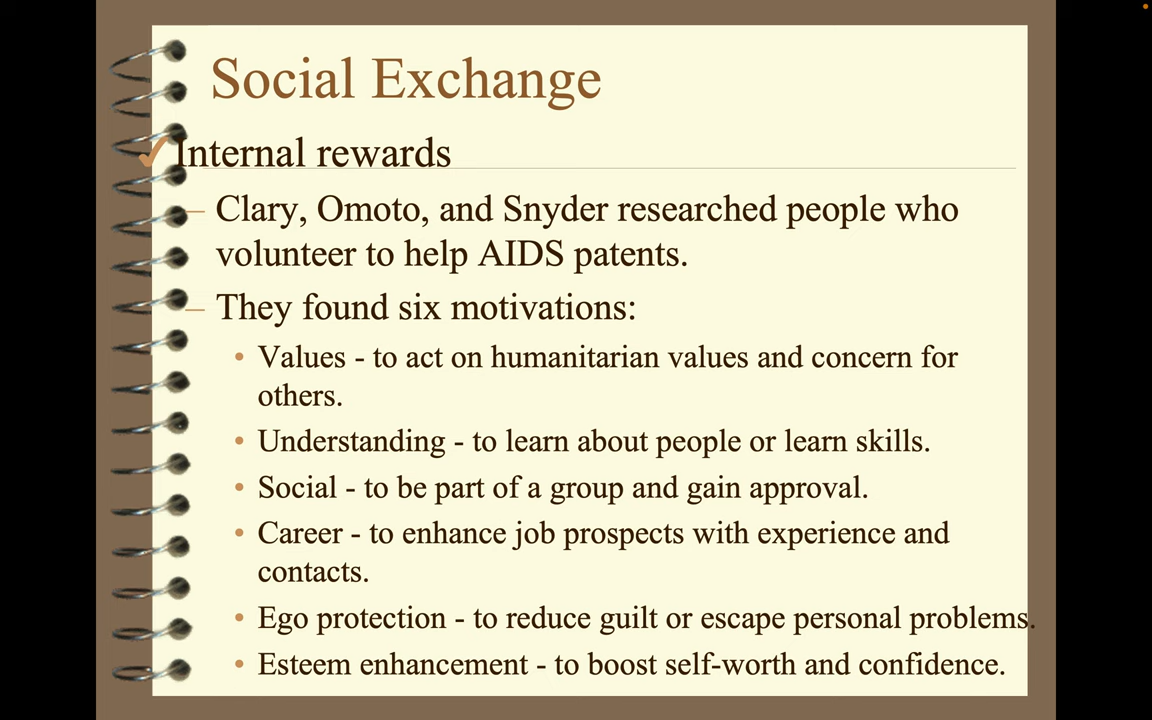 Social Exchange
✓Internal rewards
– Clary, Omoto, and Snyder researched people who
volunteer to help AIDS patents.
– They found six motivations:
• Values - to act on humanitarian values and concern for
others.
• Understanding - to learn about people or learn skills.
• Social - to be part of a group and gain approval.
• Career - to enhance job prospects with experience and
contacts.
• Ego protection - to reduce guilt or escape personal problems.
• Esteem enhancement - to boost self-worth and confidence.